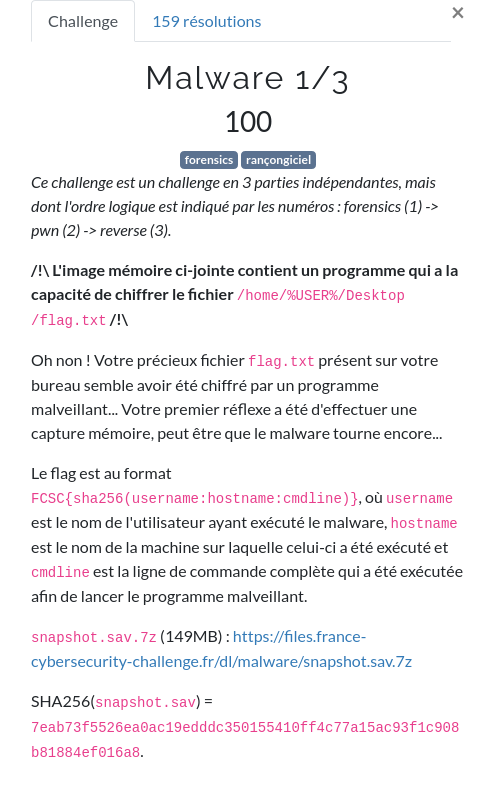 Challenge
159 résolutions
×
Malware 1/3
100
forensics rançongiciel
Ce challenge est un challenge en 3 parties indépendantes, mais
dont l'ordre logique est indiqué par les numéros : forensics (1) ->
pwn (2) -> reverse (3).
/!\ L'image mémoire ci-jointe contient un programme qui a la
capacité de chiffrer le fichier /home/%USER%/Desktop
/flag.txt /!\
Oh non ! Votre précieux fichier flag.txt présent sur votre
bureau semble avoir été chiffré par un programme
malveillant... Votre premier réflexe a été d'effectuer une
capture mémoire, peut être que le malware tourne encore...
Le flag est au format
FCSC{sha256(username:hostname:cmdline)}, où username
est le nom de l'utilisateur ayant exécuté le malware, hostname
est le nom de la machine sur laquelle celui-ci a été exécuté et
cmdline est la ligne de commande complète qui a été exécutée
afin de lancer le programme malveillant.
snapshot.sav.7z (149MB) : https://files.france-
cybersecurity-challenge.fr/dl/malware/snapshot.sav.7z
SHA256(snapshot.sav) =
7eab73f5526ea0ac19edddc350155410ff4c77a15ac93f1c908
b81884ef016a8.